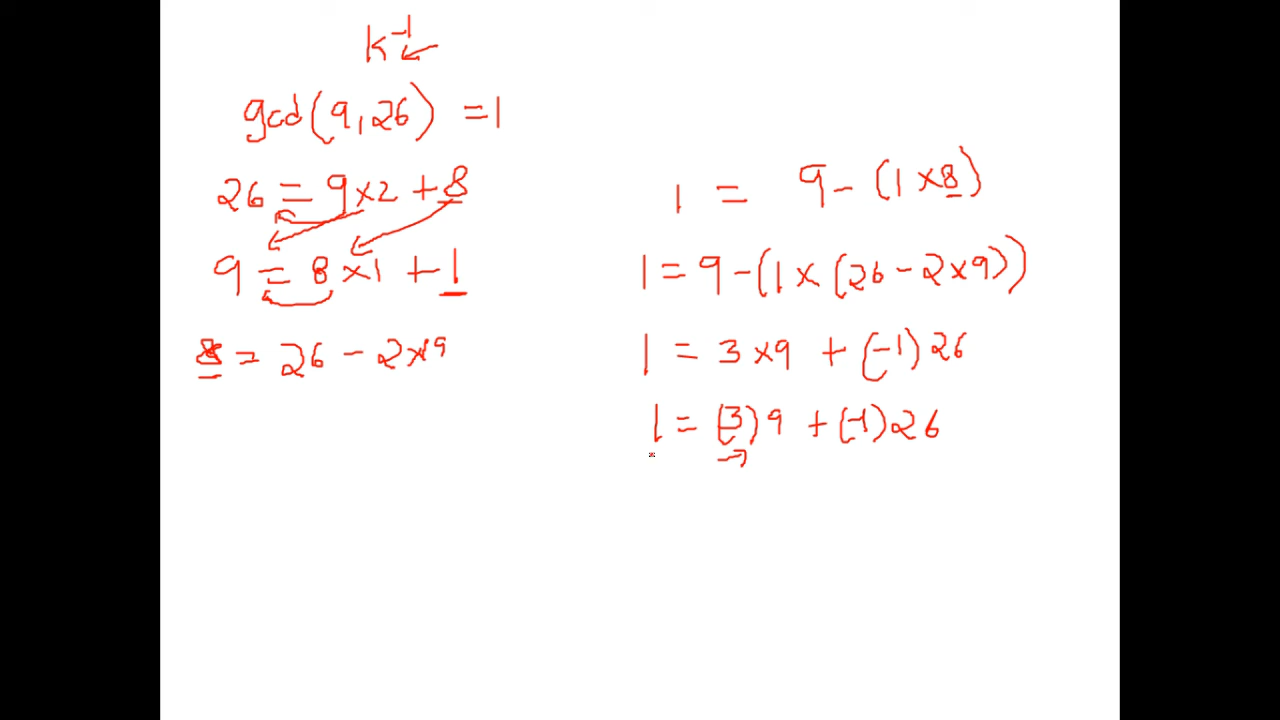 k⁻¹
gcd(9,26) = 1
26 = 9×2 + 8
9 = 8×1 + 1
8 = 26 - 2×9
1 = 9 - (1×8)
1 = 9 - (1×(26 - 2×9))
1 = 3×9 + (-1)26
1 = (3)9 + (-1)26